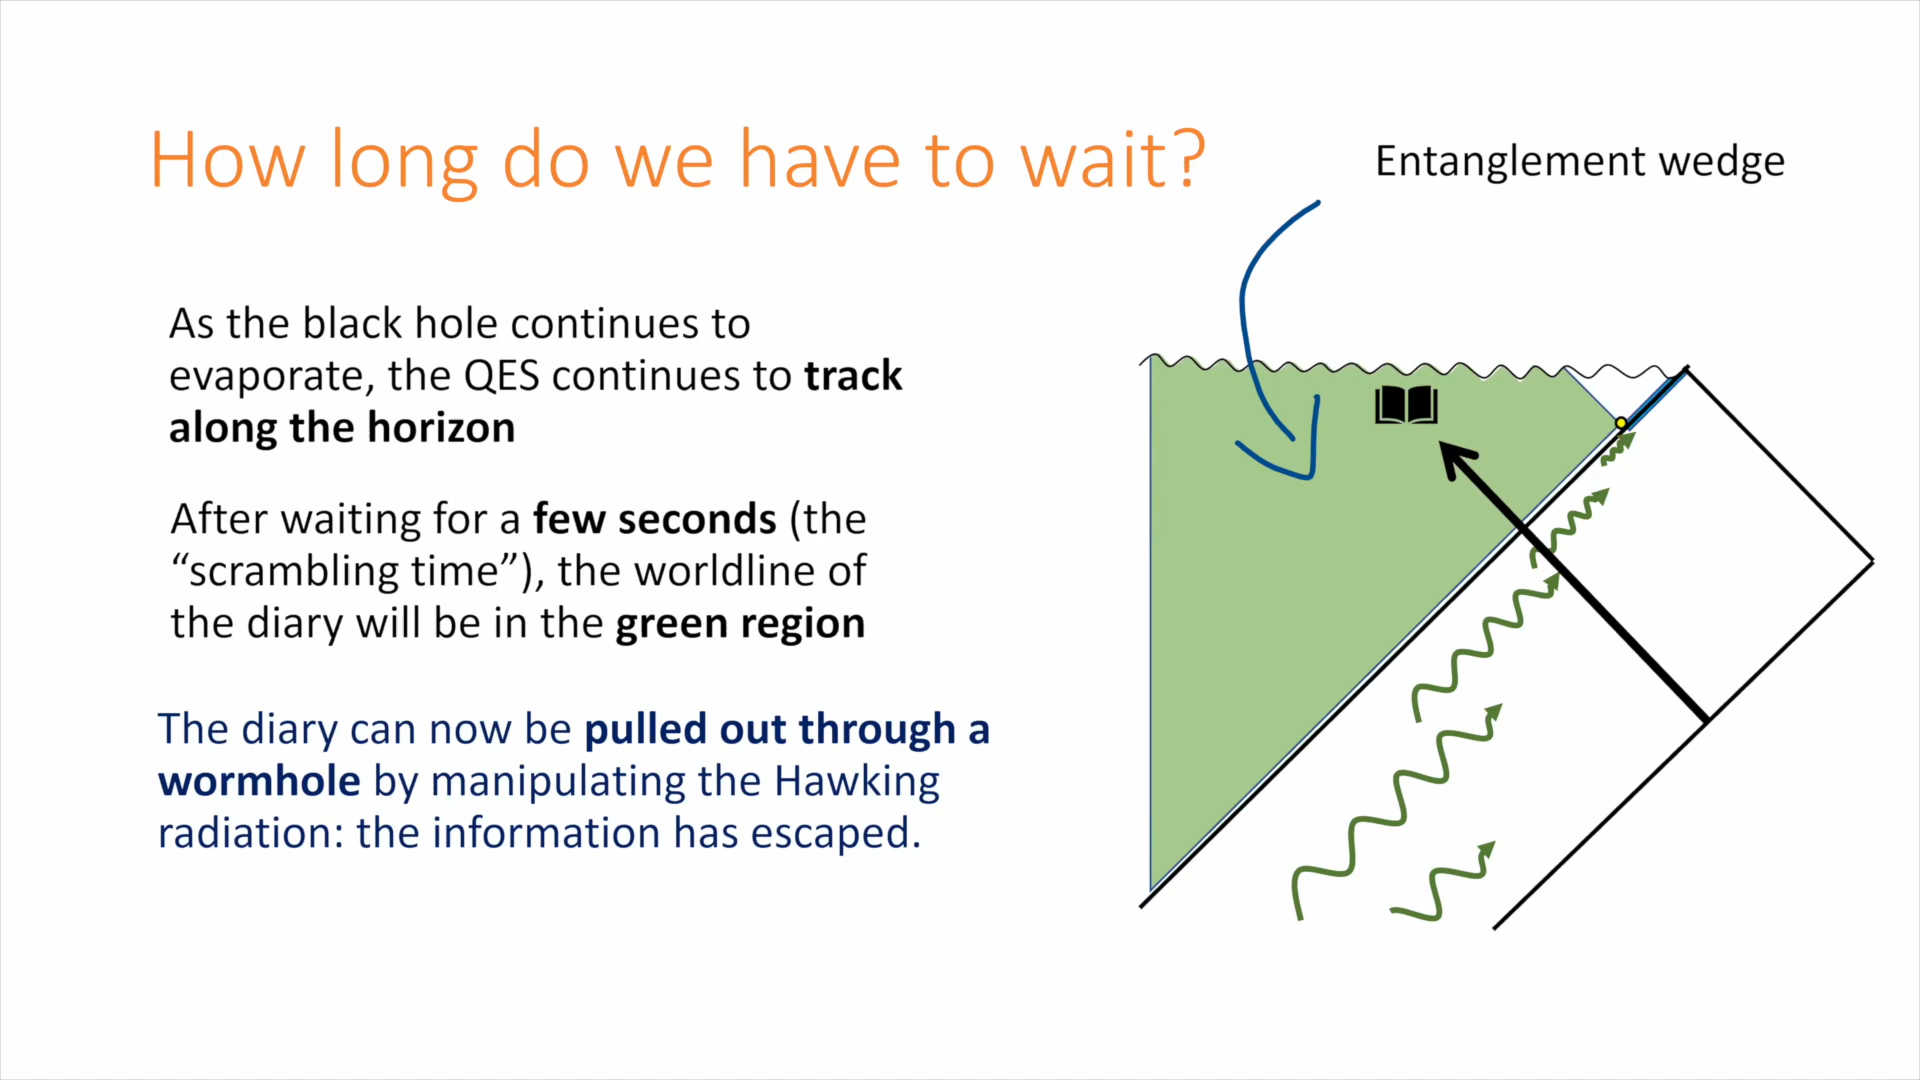 How long do we have to wait?
Entanglement wedge
As the black hole continues to
evaporate, the QES continues to track
along the horizon
After waiting for a few seconds (the
“scrambling time”), the worldline of
the diary will be in the green region
The diary can now be pulled out through a
wormhole by manipulating the Hawking
radiation: the information has escaped.